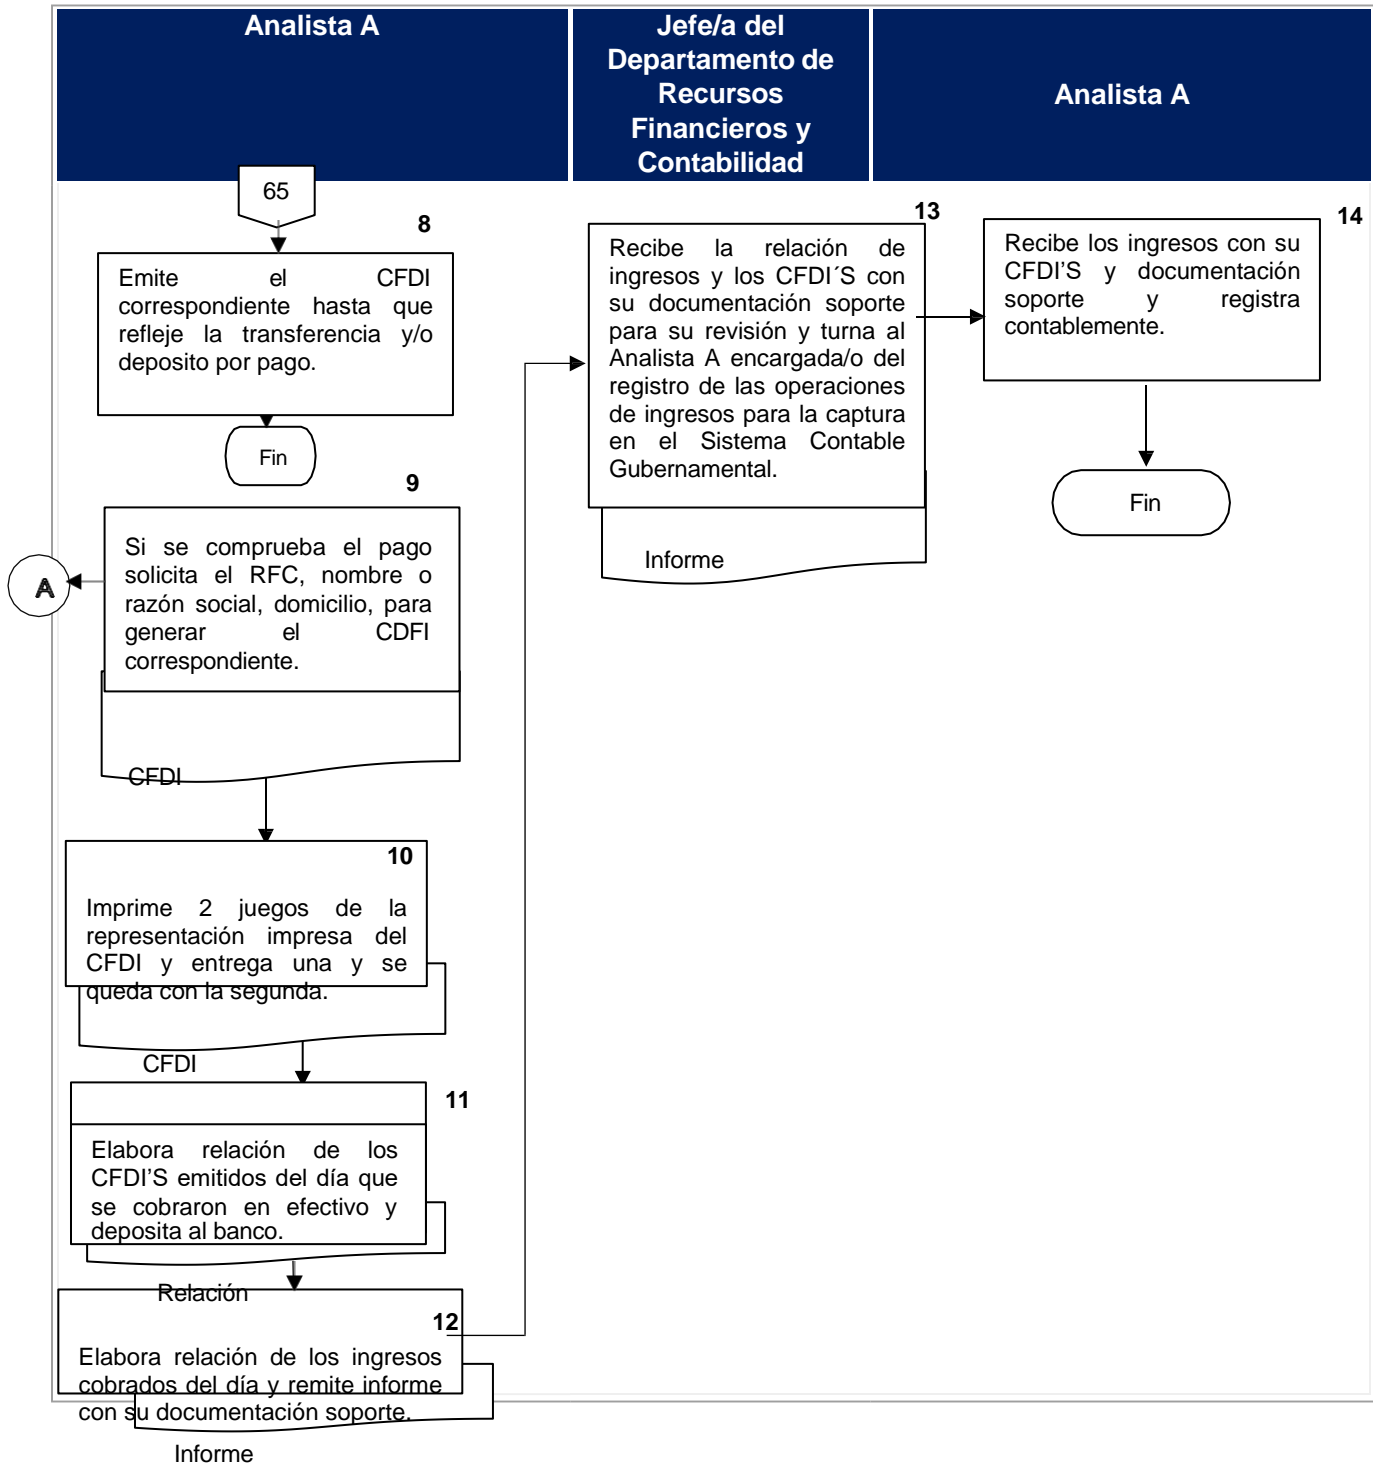 Analista A
Jefe/a del
Departamento de
Recursos
Financieros y
Contabilidad
Analista A
65
8
Emite el CFDI
correspondiente hasta que
refleje la transferencia y/o
deposito por pago.
Fin
9
Si se comprueba el pago
solicita el RFC, nombre o
razón social, domicilio, para
generar el CDFI
correspondiente.
A
CFDI
10
Imprime 2 juegos de la
representación impresa del
CFDI y entrega una y se
queda con la segunda.
CFDI
11
Elabora relación de los
CFDI’S emitidos del día que
se cobraron en efectivo y
deposita al banco.
Relación
12
Elabora relación de los ingresos
cobrados del día y remite informe
con su documentación soporte.
Informe
13
Recibe la relación de
ingresos y los CFDI´S con
su documentación soporte
para su revisión y turna al
Analista A encargada/o del
registro de las operaciones
de ingresos para la captura
en el Sistema Contable
Gubernamental.
Informe
14
Recibe los ingresos con su
CFDI’S y documentación
soporte y registra
contablemente.
Fin